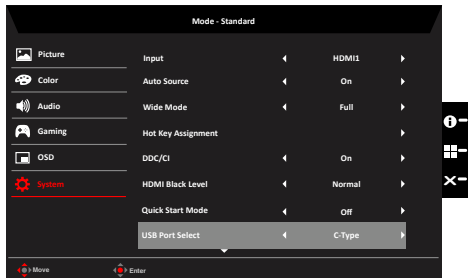 Mode - Standard
Picture
Color
Audio
Gaming
OSD
System
Input HDMI1
Auto Source On
Wide Mode Full
Hot Key Assignment
DDC/CI On
HDMI Black Level Normal
Quick Start Mode Off
USB Port Select C-Type
Move Enter